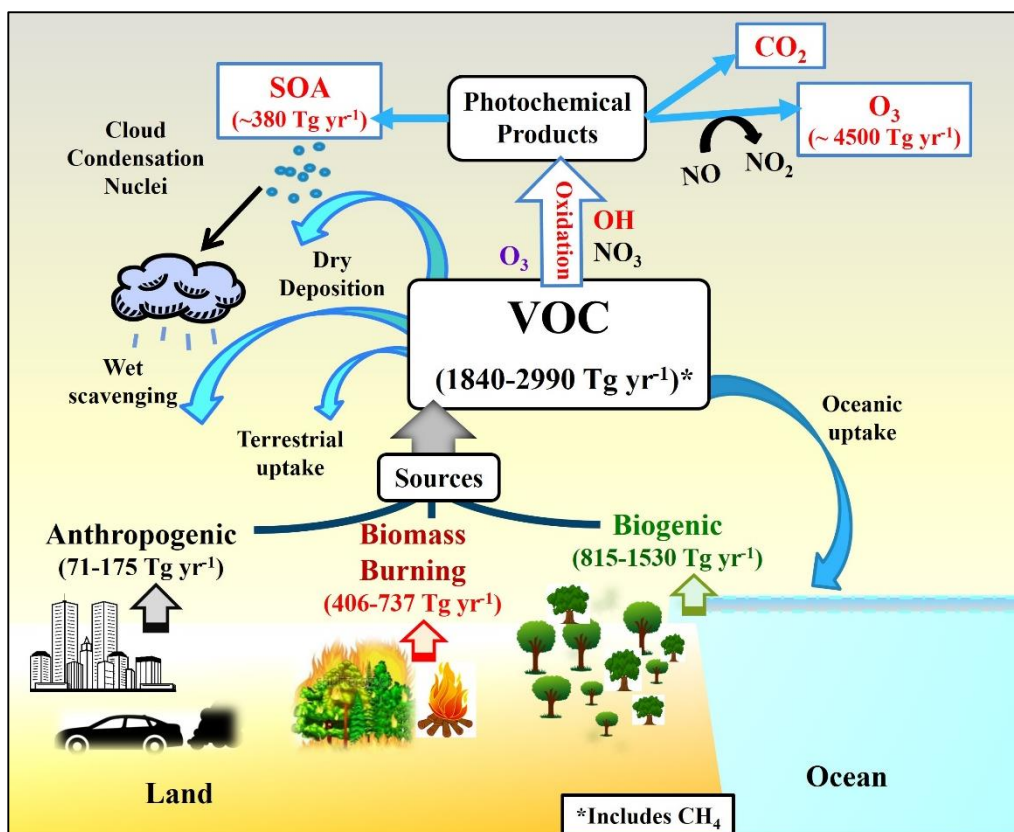 CO₂
SOA
(~380 Tg yr⁻¹)
Photochemical
Products
O₃
(~ 4500 Tg yr⁻¹)
Cloud
Condensation
Nuclei
NO
NO₂
Oxidation
OH
O₃
NO₃
Dry
Deposition
VOC
(1840-2990 Tg yr⁻¹)*
Wet
scavenging
Terrestrial
uptake
Oceanic
uptake
Sources
Anthropogenic
(71-175 Tg yr⁻¹)
Biomass
Burning
(406-737 Tg yr⁻¹)
Biogenic
(815-1530 Tg yr⁻¹)
Land
Ocean
*Includes CH₄